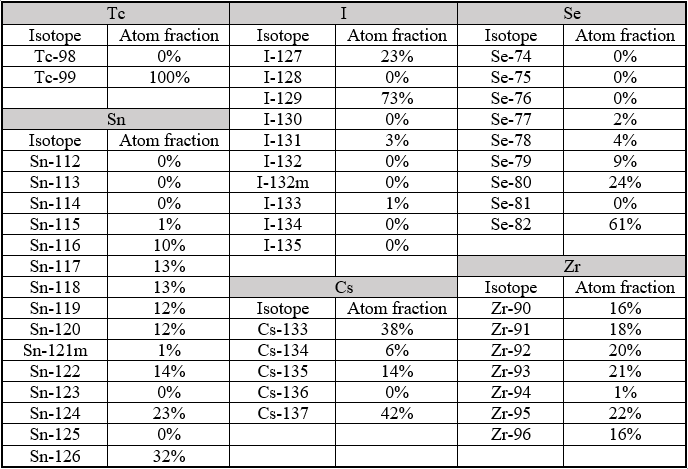 Tc I Se
Isotope Atom fraction Isotope Atom fraction Isotope Atom fraction
Tc-98 0% I-127 23% Se-74 0%
Tc-99 100% I-128 0% Se-75 0%
I-129 73% Se-76 0%
Sn I-130 0% Se-77 2%
Isotope Atom fraction I-131 3% Se-78 4%
Sn-112 0% I-132 0% Se-79 9%
Sn-113 0% I-132m 0% Se-80 24%
Sn-114 0% I-133 1% Se-81 0%
Sn-115 1% I-134 0% Se-82 61%
Sn-116 10% I-135 0%
Sn-117 13% Zr
Sn-118 13% Cs Isotope Atom fraction
Sn-119 12% Isotope Atom fraction Zr-90 16%
Sn-120 12% Cs-133 38% Zr-91 18%
Sn-121m 1% Cs-134 6% Zr-92 20%
Sn-122 14% Cs-135 14% Zr-93 21%
Sn-123 0% Cs-136 0% Zr-94 1%
Sn-124 23% Cs-137 42% Zr-95 22%
Sn-125 0% Zr-96 16%
Sn-126 32%